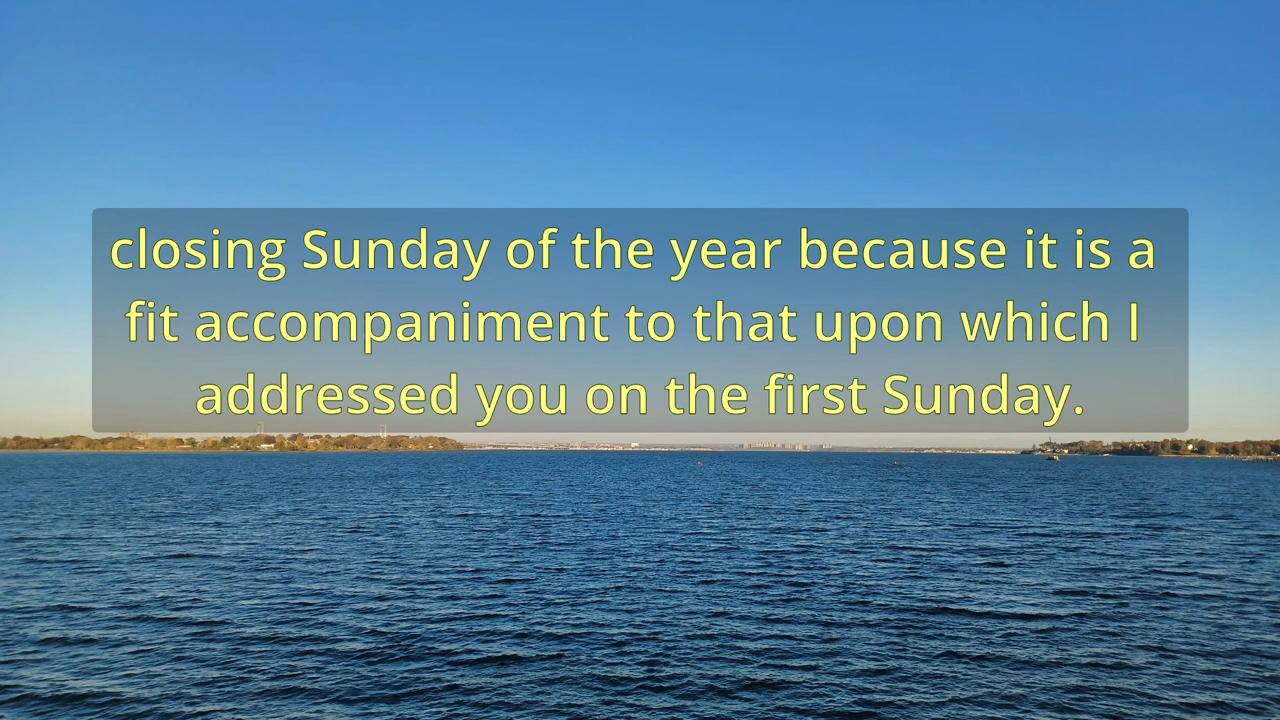 closing Sunday of the year because it is a
fit accompaniment to that upon which I
addressed you on the first Sunday.